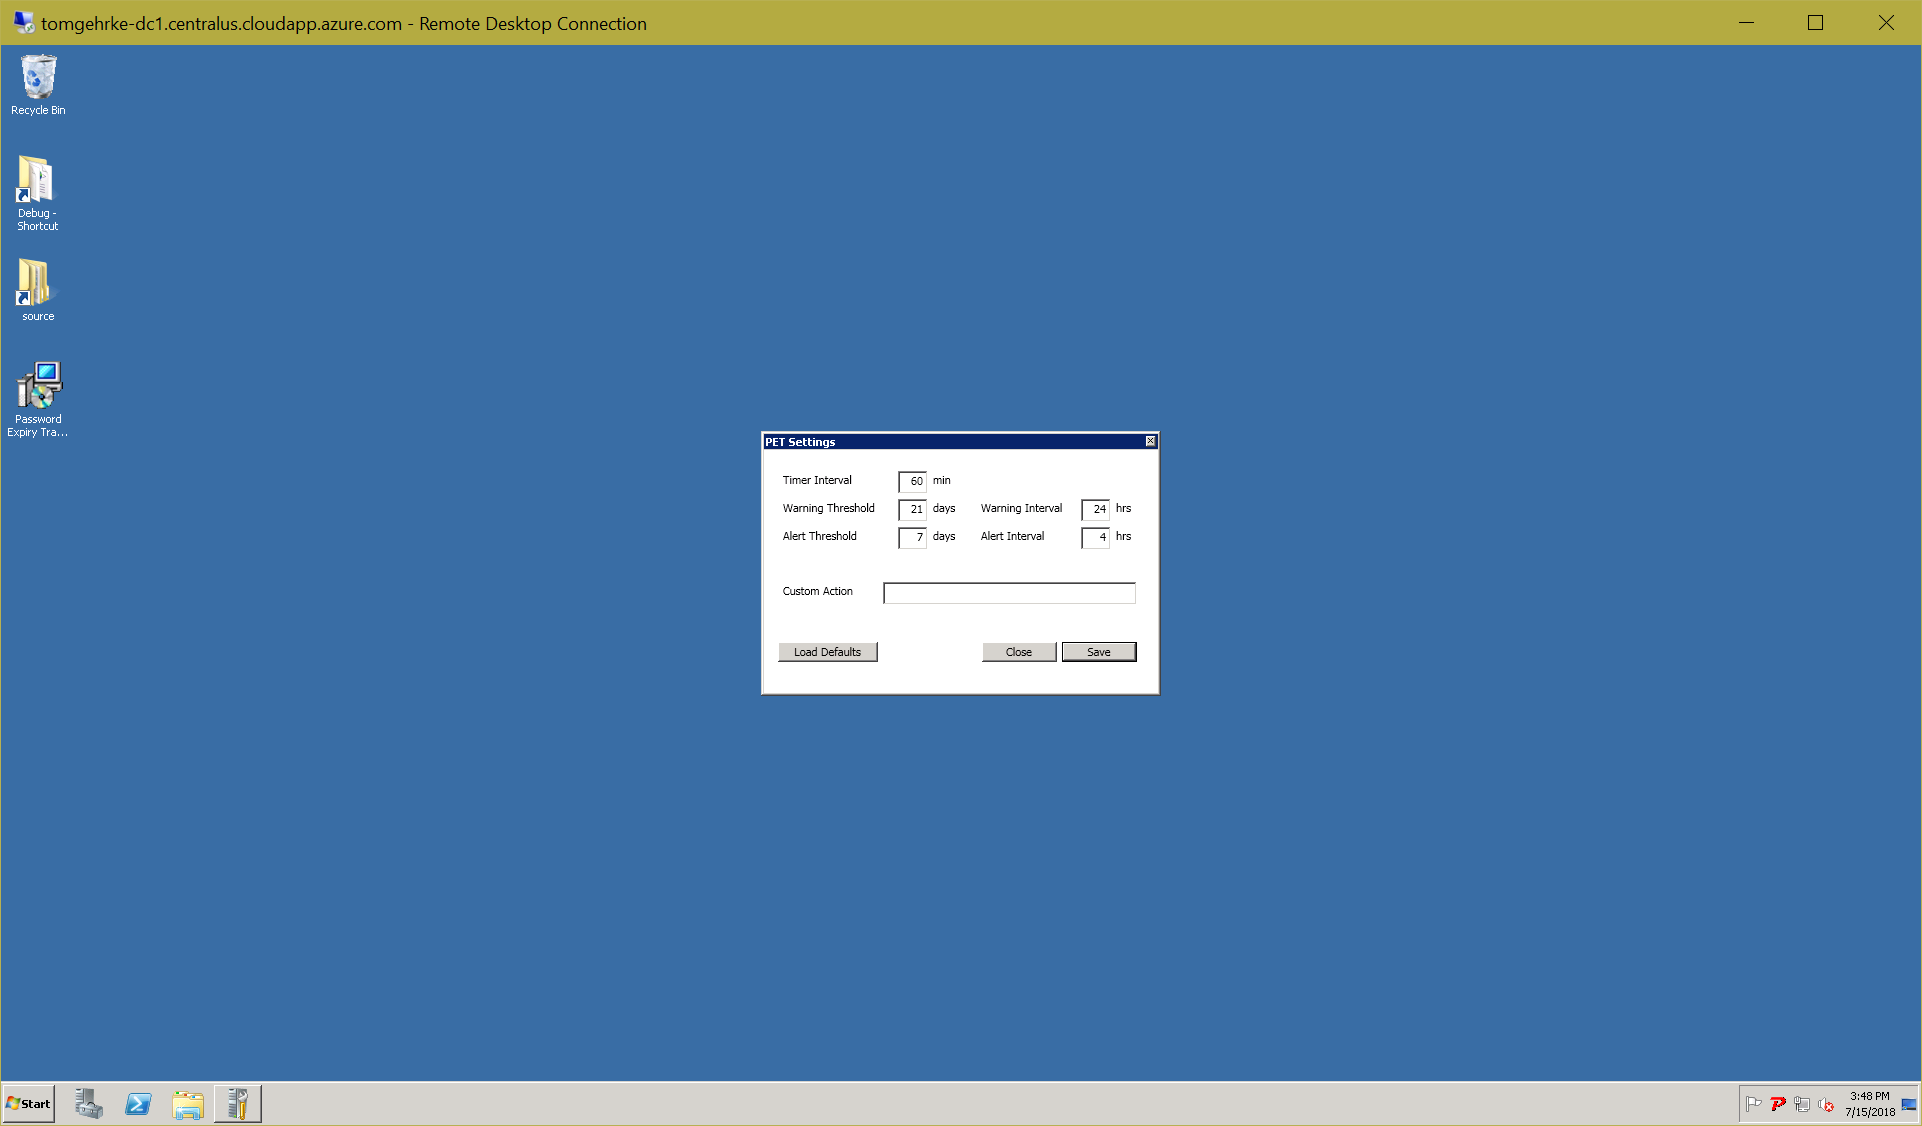 tomgehrke-dc1.centralus.cloudapp.azure.com - Remote Desktop Connection
Recycle Bin
Debug -
Shortcut
source
Password
Expiry Tra...
PET Settings
Timer Interval 60 min
Warning Threshold 21 days Warning Interval 24 hrs
Alert Threshold 7 days Alert Interval 4 hrs
Custom Action
Load Defaults Close Save
Start
3:48 PM
7/15/2018